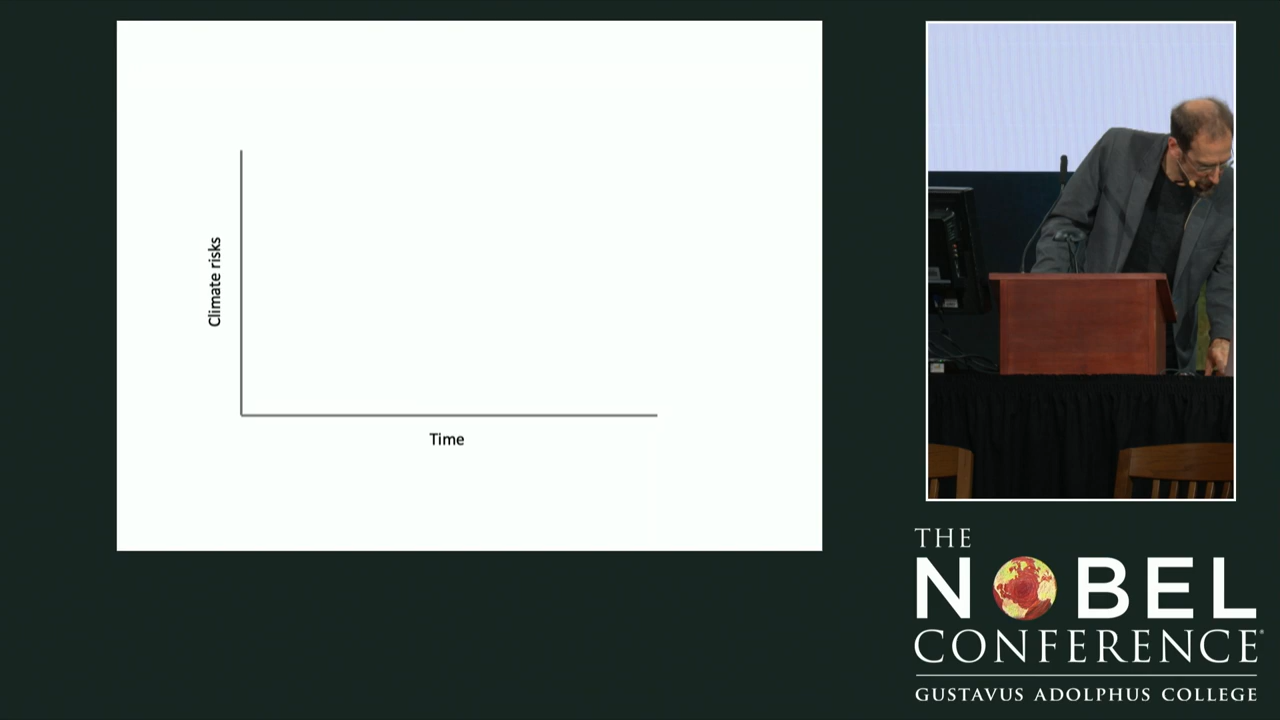 Climate risks
Time
THE
NOBEL
CONFERENCE®
GUSTAVUS ADOLPHUS COLLEGE